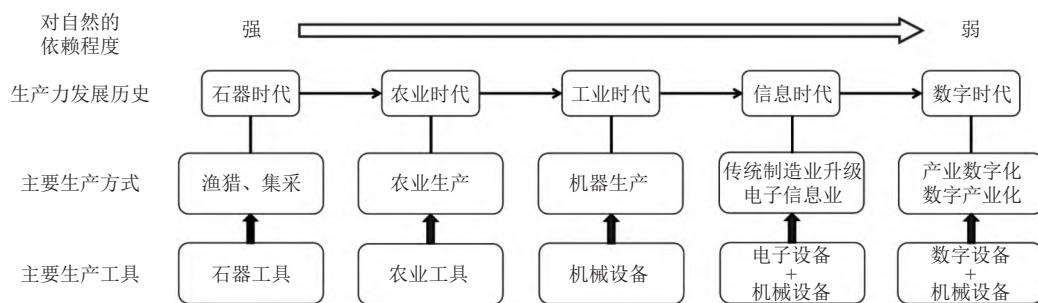 对自然的
依赖程度
强
弱
生产力发展历史
石器时代
农业时代
工业时代
信息时代
数字时代
主要生产方式
渔猎、集采
农业生产
机器生产
传统制造业升级
电子信息业
产业数字化
数字产业化
主要生产工具
石器工具
农业工具
机械设备
电子设备
+
机械设备
数字设备
+
机械设备